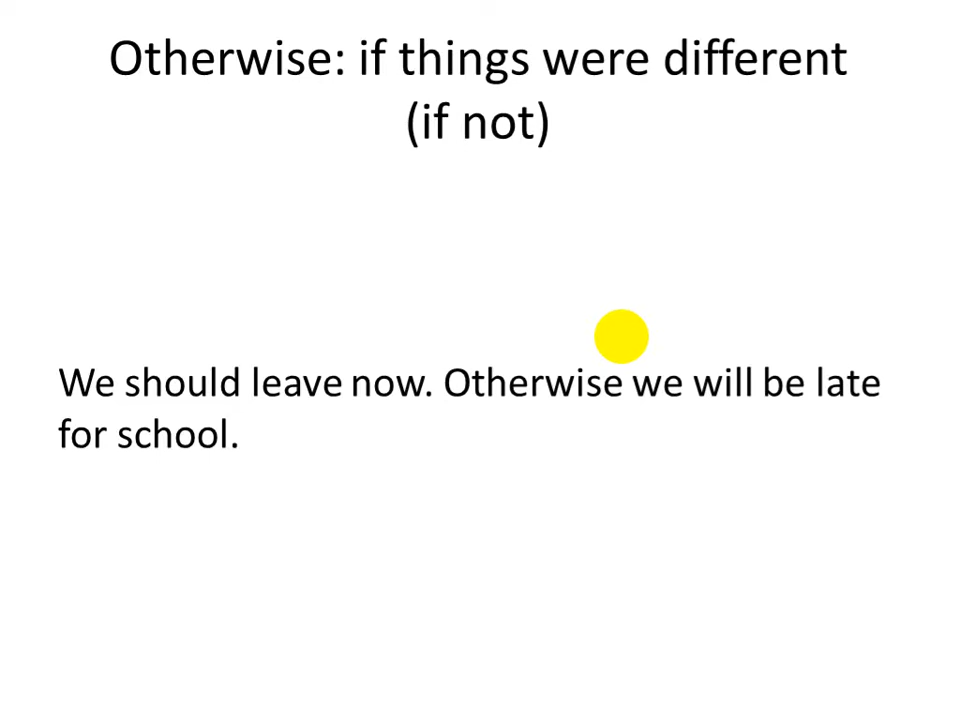 Otherwise: if things were different
(if not)
We should leave now. Otherwise we will be late
for school.